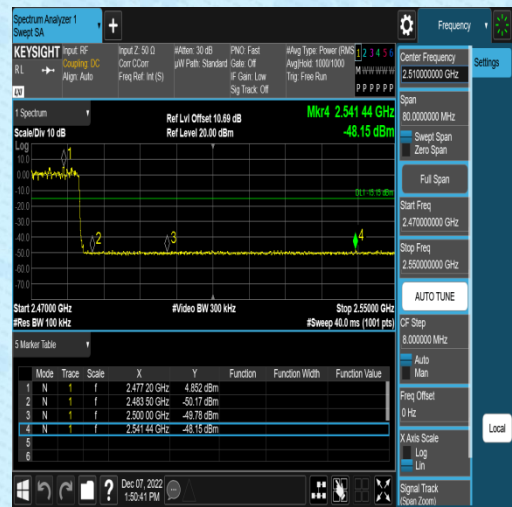 Spectrum Analyzer 1
Swept SA
Frequency
KEYSIGHT
Input: RF
Coupling: DC
Align: Auto
Input Z: 50 Ω
Corr CCorr
Freq Ref: Int (S)
#Atten: 30 dB
µW Path: Standard
PNO: Fast
Gate: Off
IF Gain: Low
Sig Track: Off
#Avg Type: Power (RMS
Avg|Hold: 1000/1000
Trig: Free Run
1 2 3 4 5 6
M W W W W W
P P P P P P
R L
LXI
Center Frequency
2.510000000 GHz
Settings
Span
80.0000000 MHz
Swept Span
Zero Span
Full Span
Start Freq
2.470000000 GHz
Stop Freq
2.550000000 GHz
AUTO TUNE
CF Step
8.000000 MHz
Auto
Man
Freq Offset
0 Hz
X Axis Scale
Log
Lin
Local
Signal Track
(Span Zoom)
1 Spectrum
Scale/Div 10 dB
Ref Lvl Offset 10.69 dB
Ref Level 20.00 dBm
Mkr4 2.541 44 GHz
-48.15 dBm
Log
10.0
0.00
-10.0
-20.0
-30.0
-40.0
-50.0
-60.0
-70.0
1
2
3
4
DL1 -15.15 dBm
Start 2.47000 GHz
#Res BW 100 kHz
#Video BW 300 kHz
Stop 2.55000 GHz
#Sweep 40.0 ms (1001 pts)
5 Marker Table
Mode Trace Scale X Y Function Function Width Function Value
1 N 1 f 2.477 20 GHz 4.852 dBm
2 N 1 f 2.483 50 GHz -50.17 dBm
3 N 1 f 2.500 00 GHz -49.78 dBm
4 N 1 f 2.541 44 GHz -48.15 dBm
5
6
?
Dec 07, 2022
1:50:41 PM